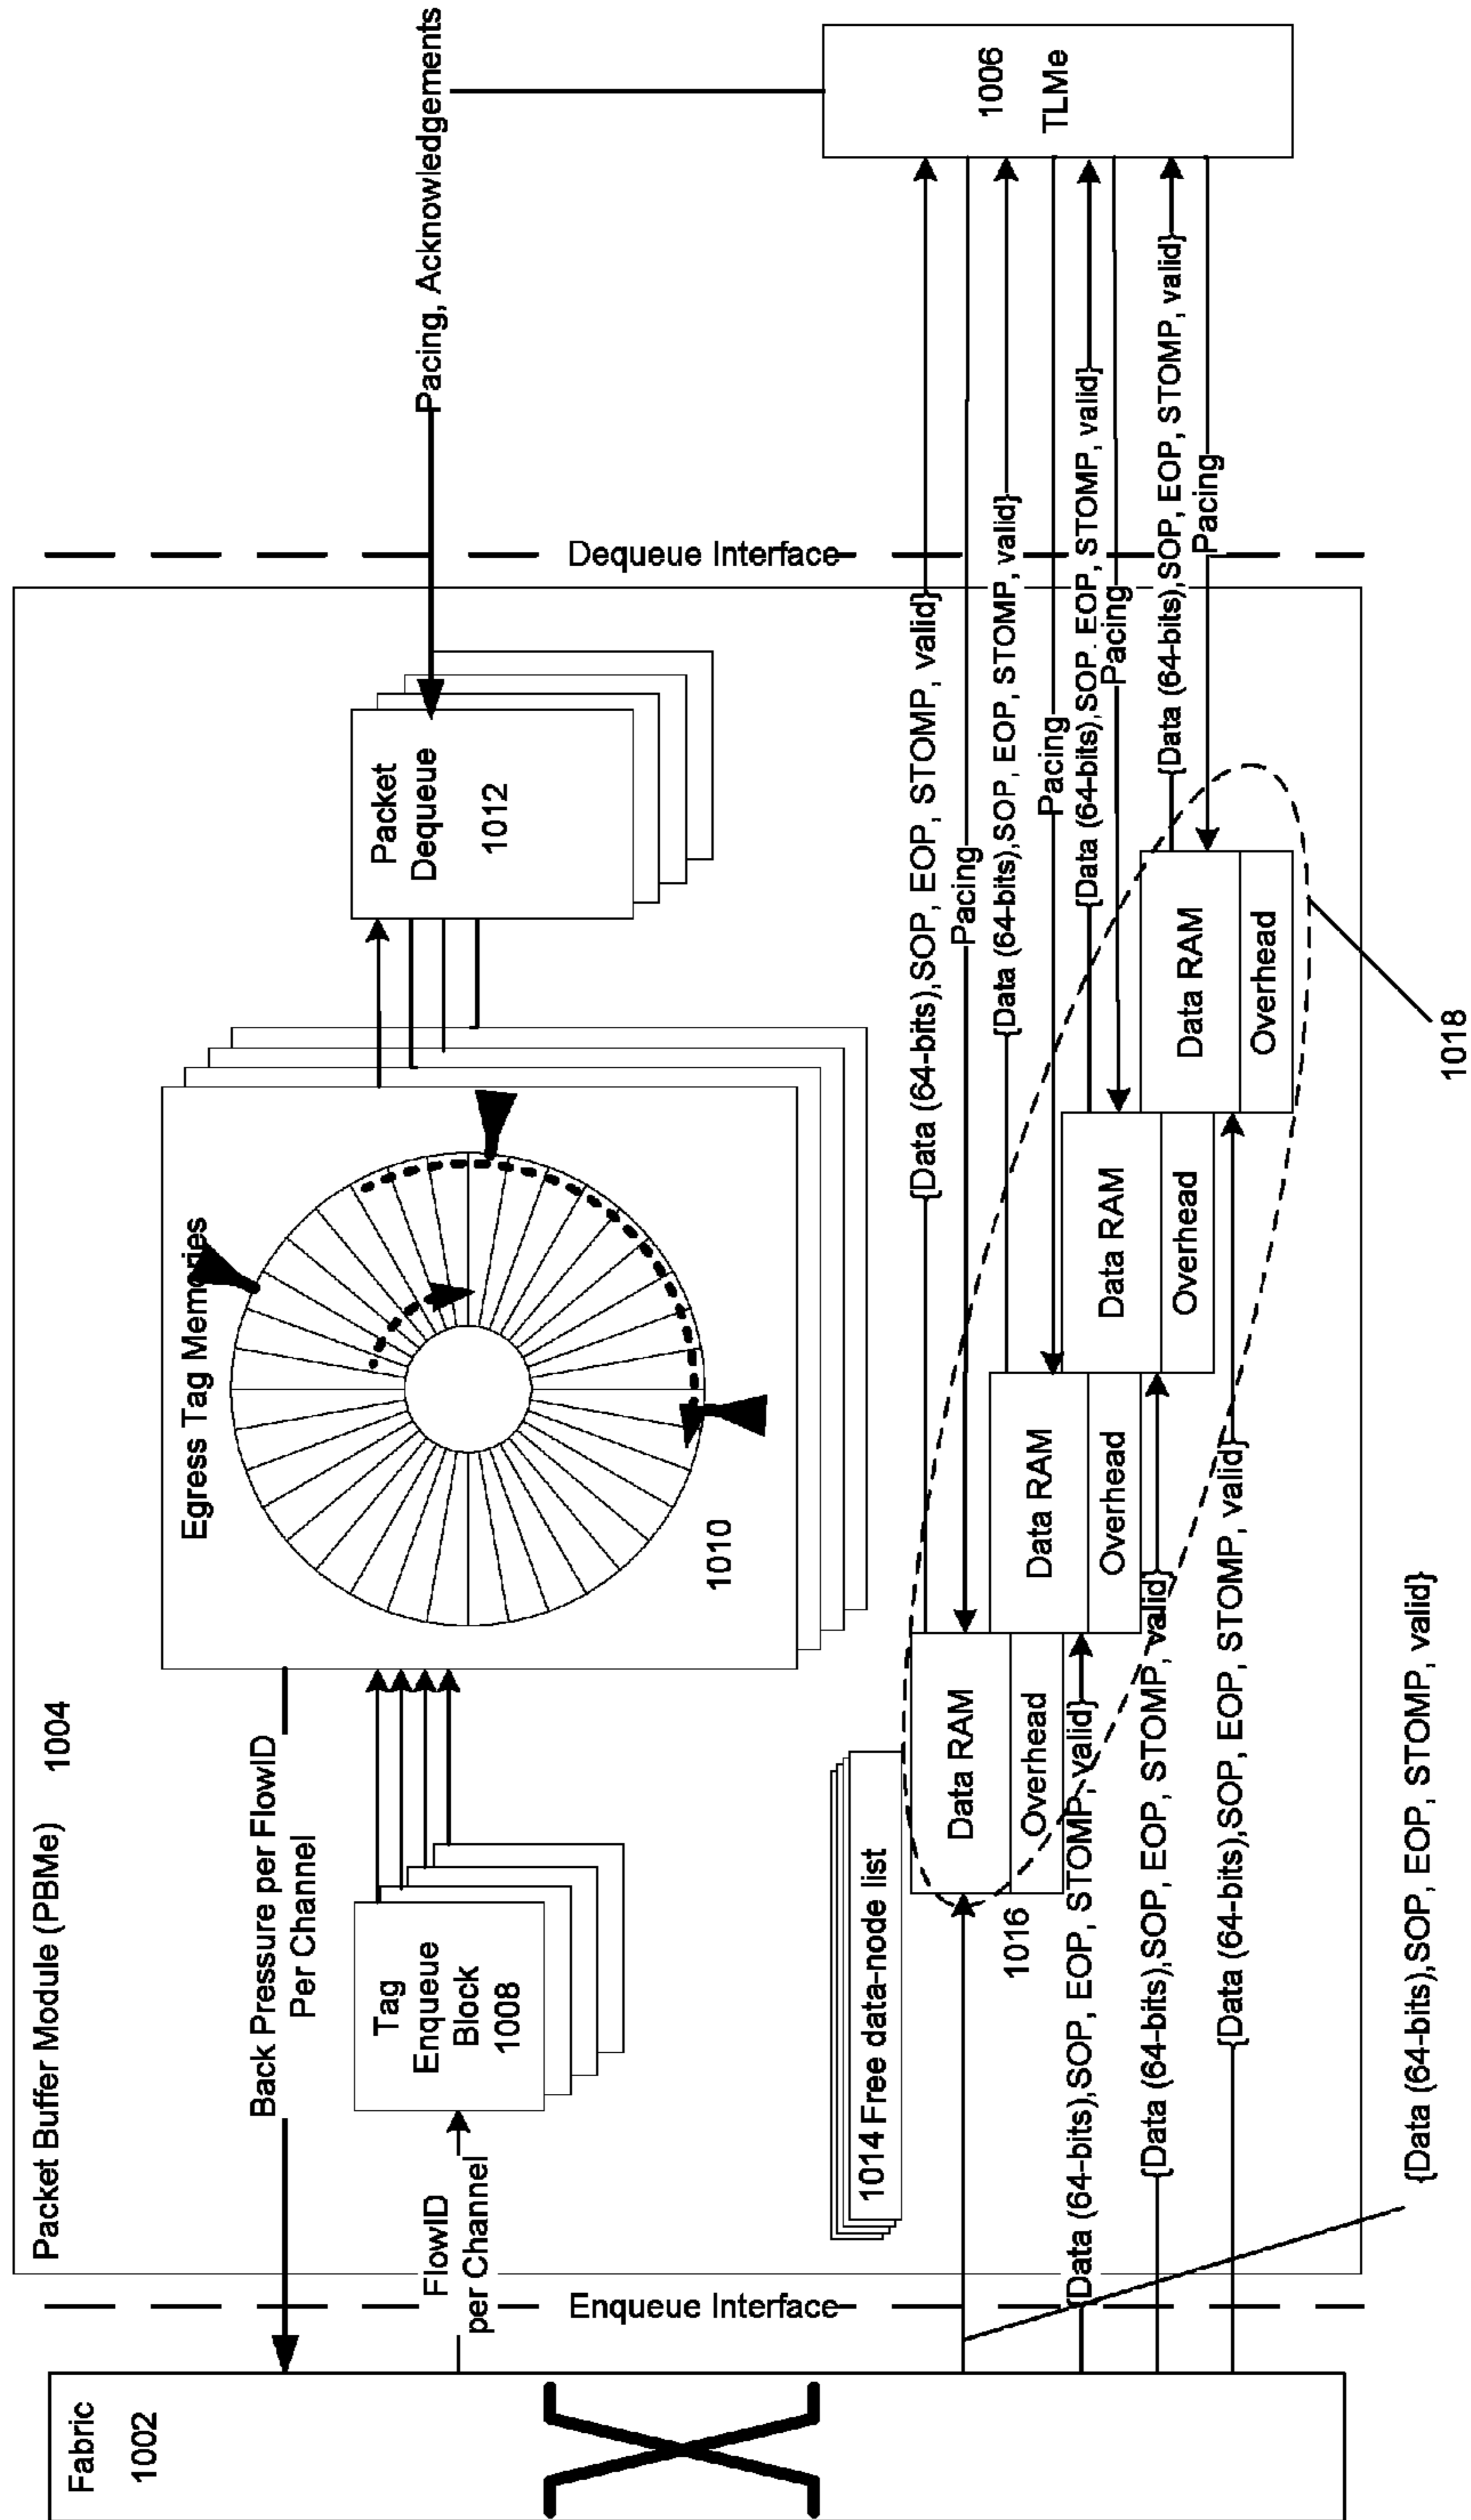 Packet Buffer Module (PBMe)
1004
Fabric
1002
Back Pressure per FlowID
Per Channel
FlowID
per Channel
Tag
Enqueue
Block
1008
Egress Tag Memories
1010
Packet
Dequeue
1012
Pacing, Acknowledgements
1006
TLMe
Enqueue Interface
Dequeue Interface
1014 Free data-node list
Data RAM
Overhead
1016
Data RAM
Overhead
Data RAM
Overhead
Data RAM
Overhead
1018
{Data (64-bits),SOP, EOP, STOMP, valid}
Pacing
{Data (64-bits),SOP, EOP, STOMP, valid}
Pacing
{Data (64-bits),SOP. EOP, STOMP, valid}
Pacing
{Data (64-bits),SOP, EOP, STOMP, valid}
Pacing
{Data (64-bits),SOP, EOP, STOMP, valid}
{Data (64-bits),SOP, EOP, STOMP, valid}
{Data (64-bits),SOP, EOP, STOMP, valid}
{Data (64-bits),SOP, EOP, STOMP, valid}